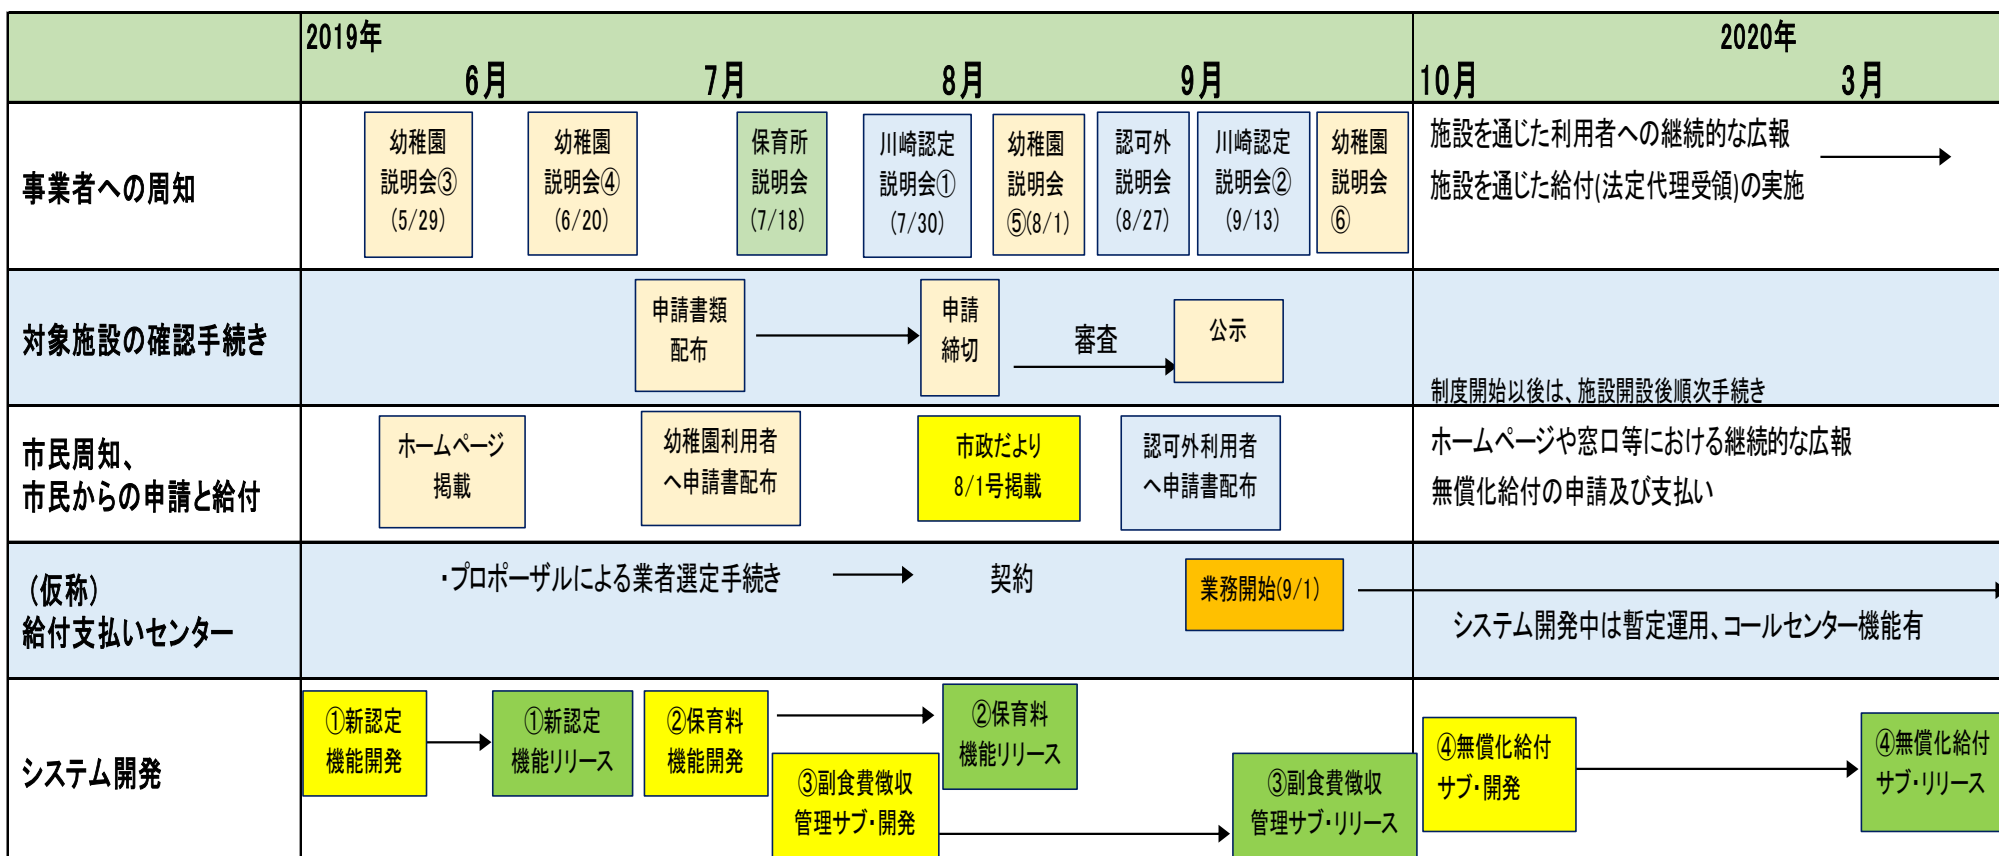 2019年
2020年
6月
7月
8月
9月
10月
3月
事業者への周知
幼稚園
説明会③
(5/29)
幼稚園
説明会④
(6/20)
保育所
説明会
(7/18)
川崎認定
説明会①
(7/30)
幼稚園
説明会
⑤(8/1)
認可外
説明会
(8/27)
川崎認定
説明会②
(9/13)
幼稚園
説明会
⑥
施設を通じた利用者への継続的な広報
施設を通じた給付(法定代理受領)の実施
対象施設の確認手続き
申請書類
配布
申請
締切
審査
公示
制度開始以後は、施設開設後順次手続き
市民周知、
市民からの申請と給付
ホームページ
掲載
幼稚園利用者
へ申請書配布
市政だより
8/1号掲載
認可外利用者
へ申請書配布
ホームページや窓口等における継続的な広報
無償化給付の申請及び支払い
（仮称）
給付支払いセンター
・プロポーザルによる業者選定手続き
契約
業務開始(9/1)
システム開発中は暫定運用、コールセンター機能有
システム開発
①新認定
機能開発
①新認定
機能リリース
②保育料
機能開発
③副食費徴収
管理サブ・開発
②保育料
機能リリース
③副食費徴収
管理サブ・リリース
④無償化給付
サブ・開発
④無償化給付
サブ・リリース